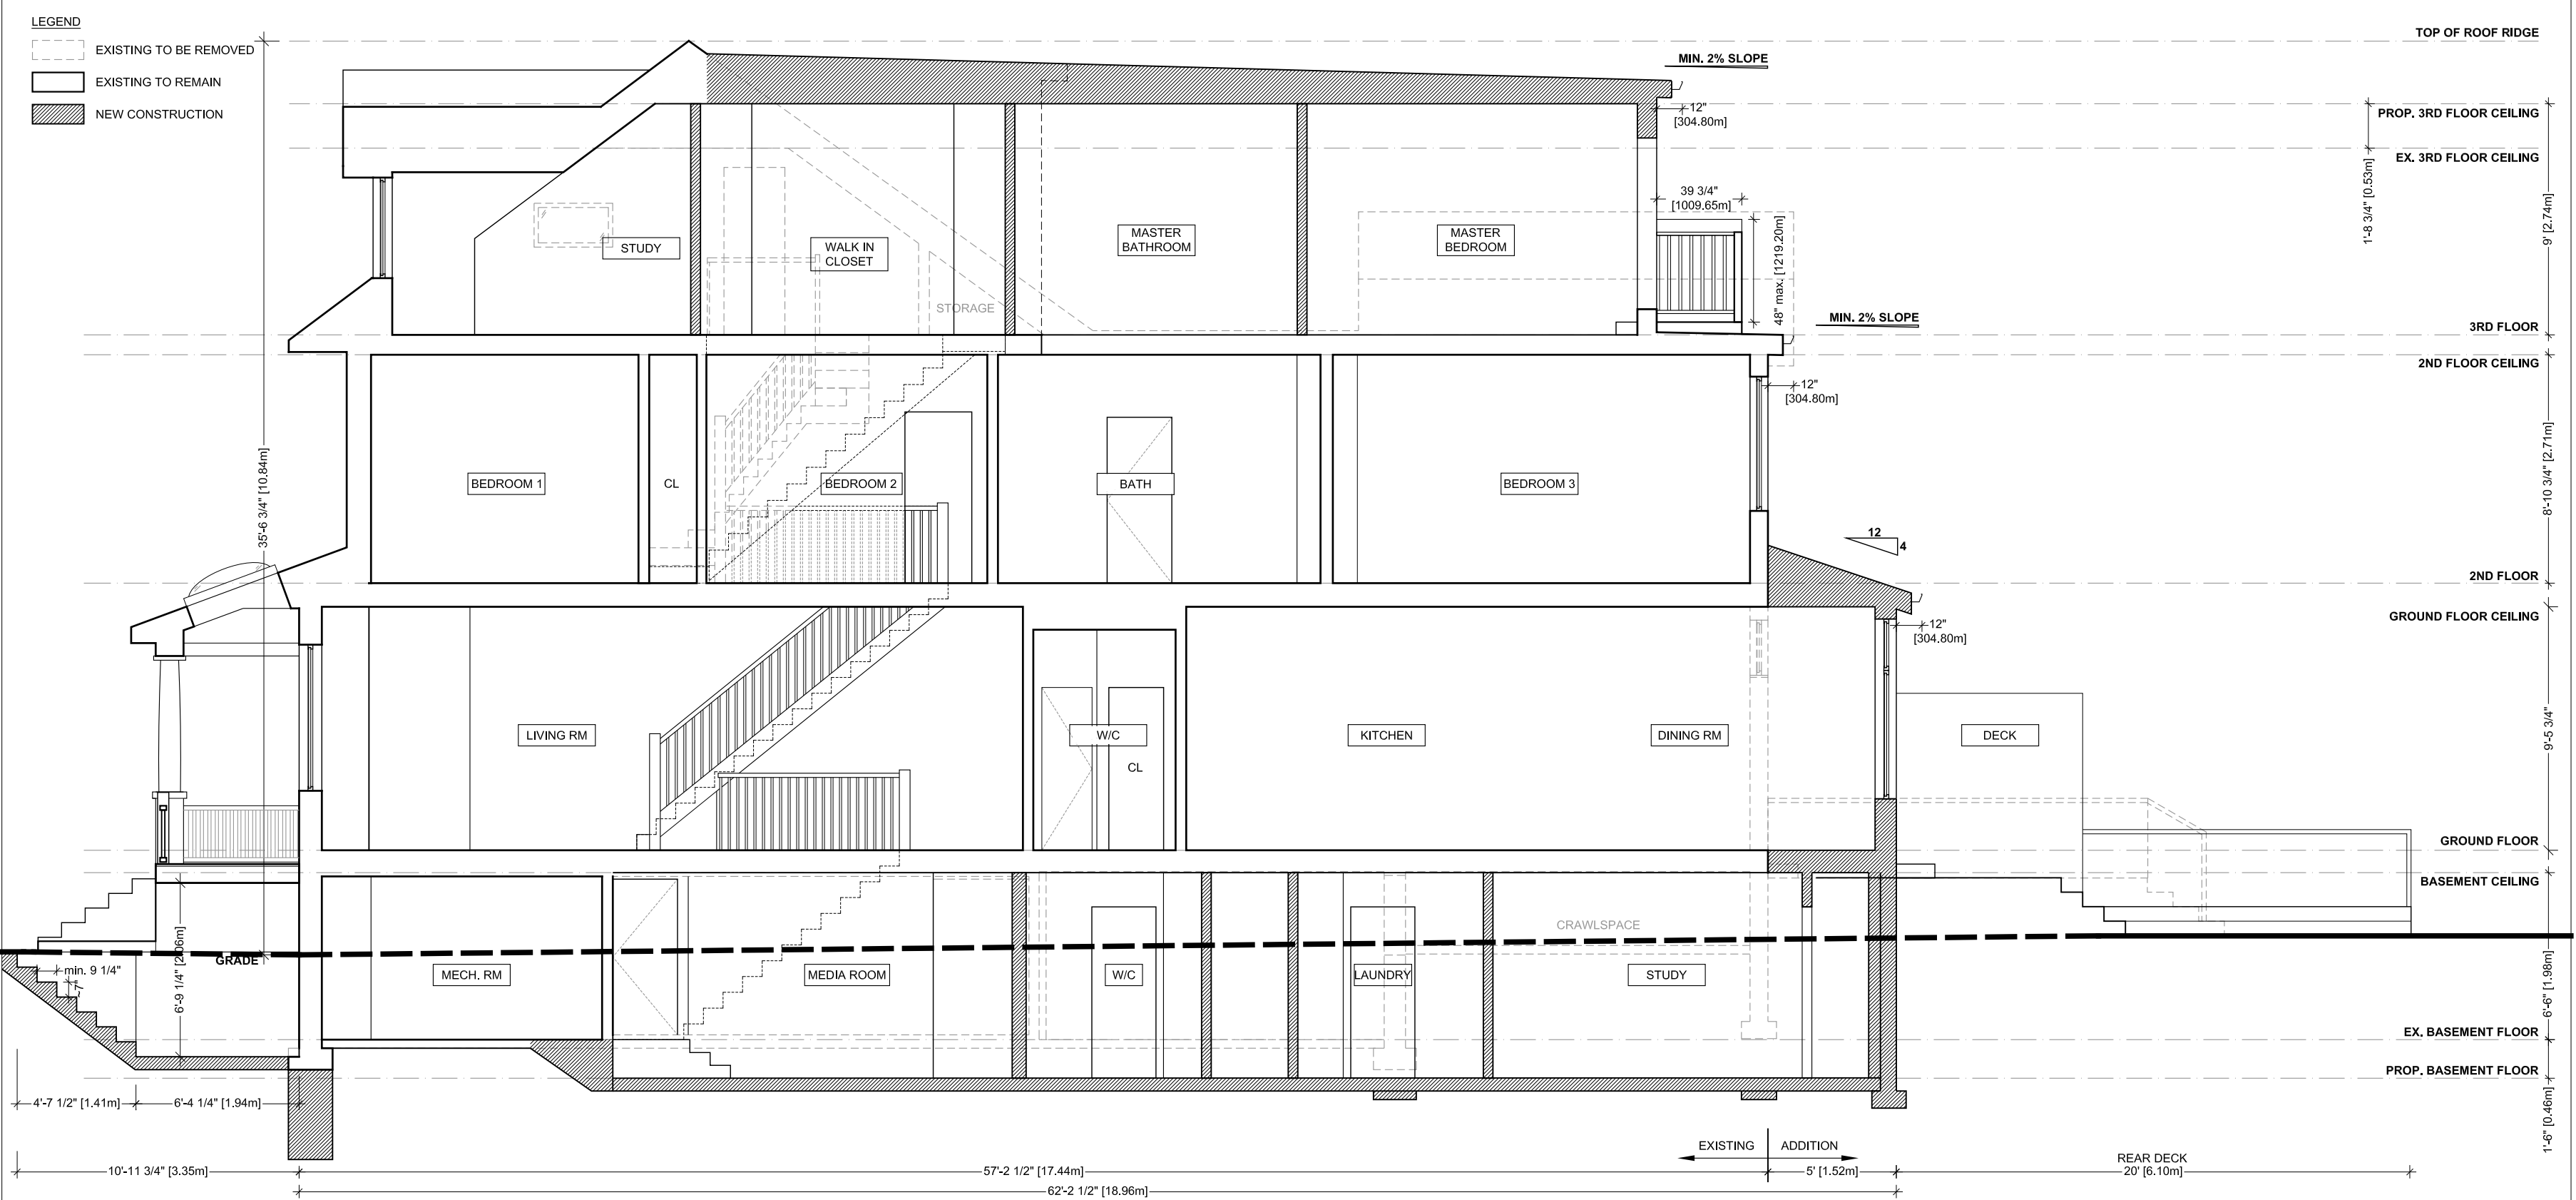 LEGEND
EXISTING TO BE REMOVED
EXISTING TO REMAIN
NEW CONSTRUCTION
TOP OF ROOF RIDGE
MIN. 2% SLOPE
12"
[304.80m]
PROP. 3RD FLOOR CEILING
EX. 3RD FLOOR CEILING
1'-8 3/4" [0.53m]
9' [2.74m]
39 3/4"
[1009.65m]
48" max. [1219.20m]
STUDY
WALK IN
CLOSET
MASTER
BATHROOM
MASTER
BEDROOM
STORAGE
MIN. 2% SLOPE
3RD FLOOR
2ND FLOOR CEILING
12"
[304.80m]
35'-6 3/4" [10.84m]
8'-10 3/4" [2.71m]
BEDROOM 1
CL
BEDROOM 2
BATH
BEDROOM 3
12
4
2ND FLOOR
GROUND FLOOR CEILING
12"
[304.80m]
9'-5 3/4"
LIVING RM
W/C
CL
KITCHEN
DINING RM
DECK
GROUND FLOOR
BASEMENT CEILING
CRAWLSPACE
GRADE
min. 9 1/4"
~7"
6'-9 1/4" [2.06m]
MECH. RM
MEDIA ROOM
W/C
LAUNDRY
STUDY
6'-6" [1.98m]
EX. BASEMENT FLOOR
PROP. BASEMENT FLOOR
1'-6" [0.46m]
4'-7 1/2" [1.41m]
6'-4 1/4" [1.94m]
EXISTING
ADDITION
10'-11 3/4" [3.35m]
57'-2 1/2" [17.44m]
5' [1.52m]
REAR DECK
20' [6.10m]
62'-2 1/2" [18.96m]